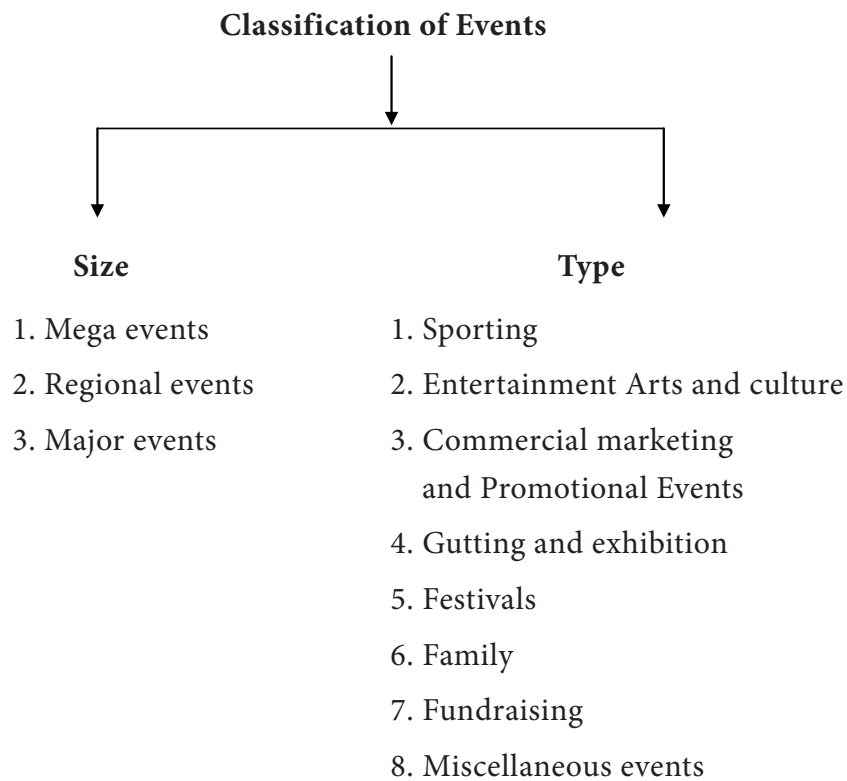 Classification of Events
Size
1. Mega events
2. Regional events
3. Major events
Type
1. Sporting
2. Entertainment Arts and culture
3. Commercial marketing
and Promotional Events
4. Gutting and exhibition
5. Festivals
6. Family
7. Fundraising
8. Miscellaneous events